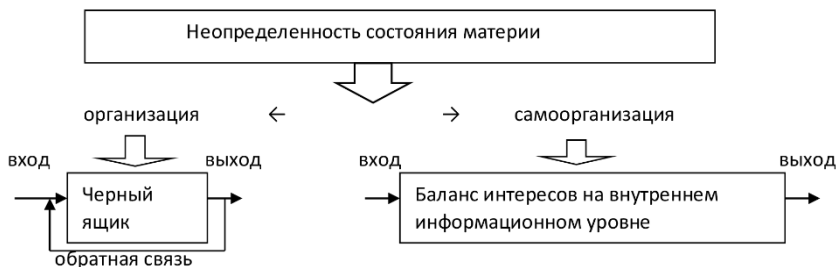 Неопределенность состояния материи
организация ← → самоорганизация
вход выход вход выход
Черный
ящик
Баланс интересов на внутреннем
информационном уровне
обратная связь